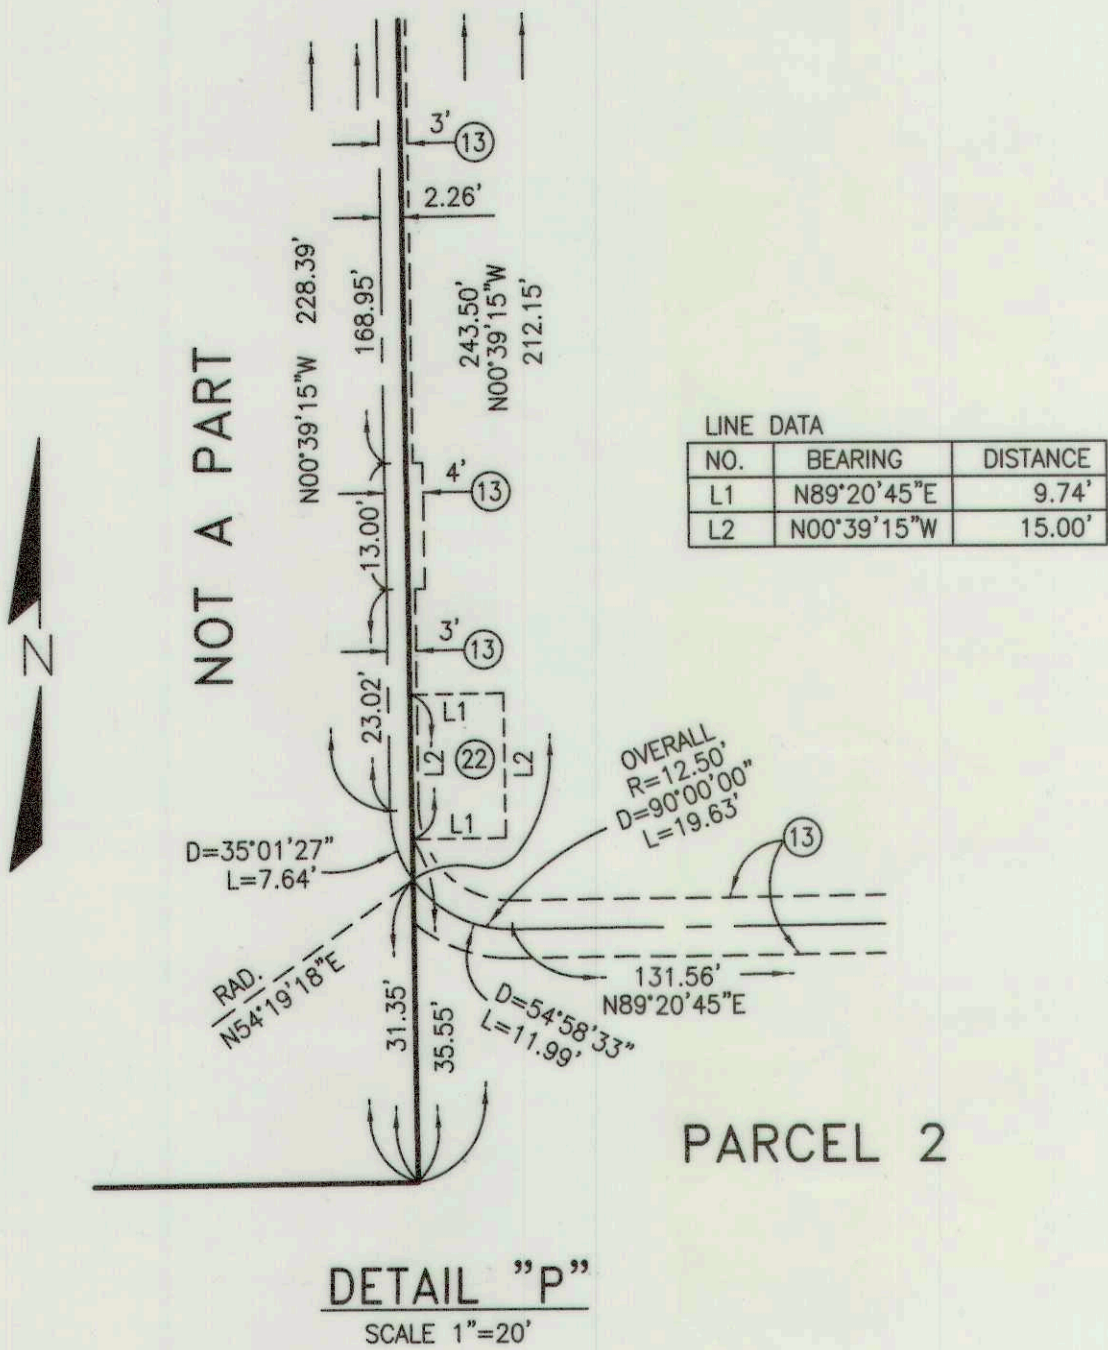 3'
13
2.26'
N00°39'15"W 228.39'
168.95'
243.50'
N00°39'15"W
212.15'
NOT A PART
4'
13
13.00'
LINE DATA
NO. BEARING DISTANCE
L1 N89°20'45"E 9.74'
L2 N00°39'15"W 15.00'
N
3'
13
23.02'
L1
L2
22
L2
L1
OVERALL
R=12.50'
D=90°00'00"
L=19.63'
13
D=35°01'27"
L=7.64'
RAD.
N54°19'18"E
31.35'
35.55'
131.56'
N89°20'45"E
D=54°58'33"
L=11.99'
PARCEL 2
DETAIL "P"
SCALE 1"=20'